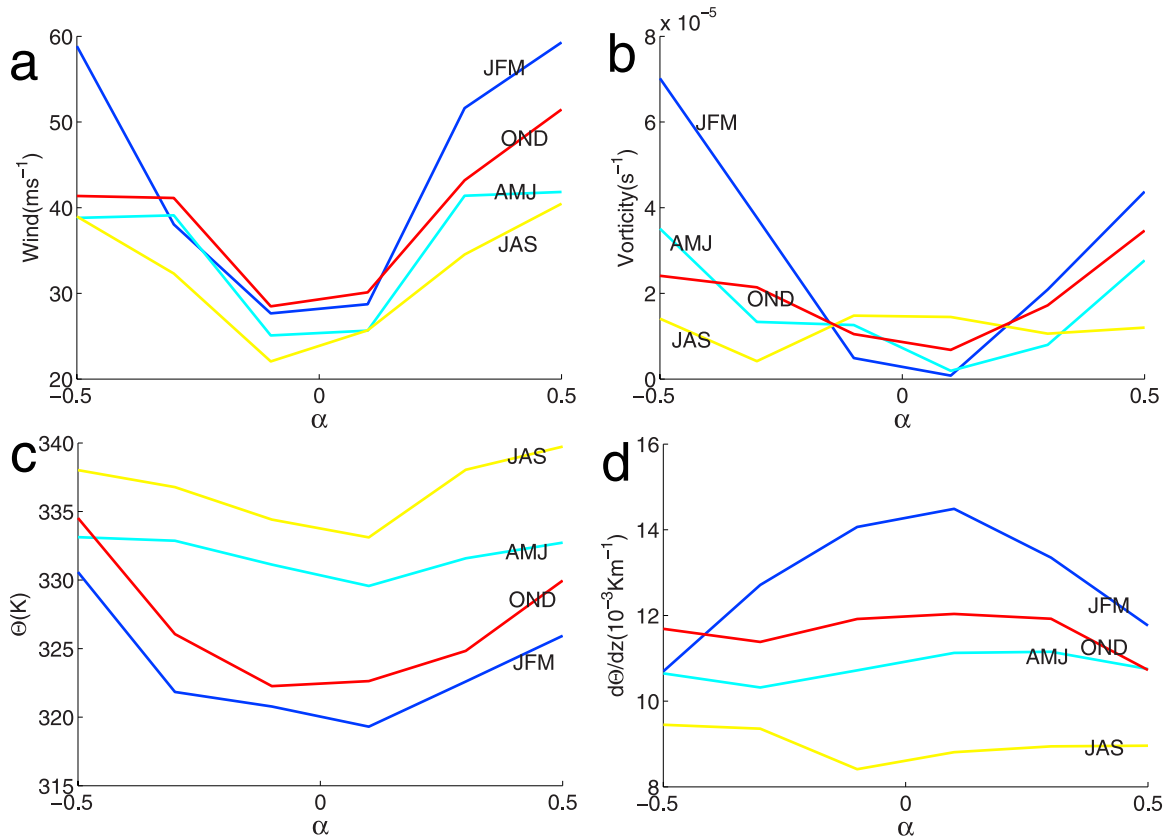 a
60
50
40
30
20
Wind(ms⁻¹)
JFM
OND
AMJ
JAS
−0.5
0
0.5
α
b
x 10⁻⁵
8
6
4
2
0
Vorticity(s⁻¹)
JFM
AMJ
OND
JAS
−0.5
0
0.5
α
c
340
335
330
325
320
315
Θ(K)
JAS
AMJ
OND
JFM
−0.5
0
0.5
α
d
16
14
12
10
8
dΘ/dz(10⁻³Km⁻¹)
JFM
OND
AMJ
JAS
−0.5
0
0.5
α